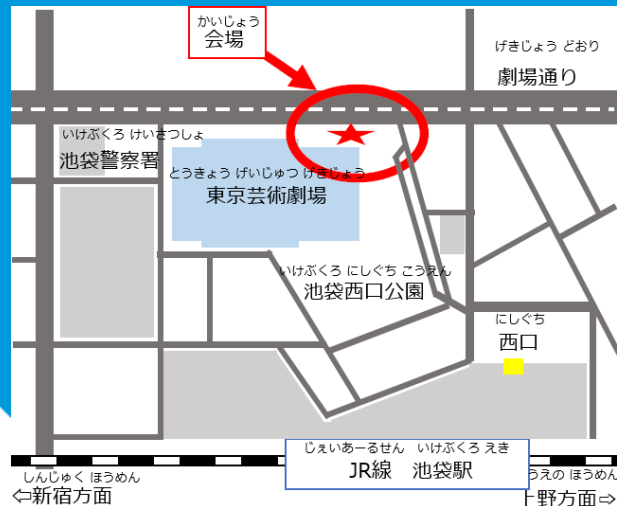 かいじょう
会場
げきじょう どおり
劇場通り
いけぶくろ けいさつしょ
池袋警察署
とうきょう げいじゅつ げきじょう
東京芸術劇場
いけぶくろ にしぐち こうえん
池袋西口公園
にしぐち
西口
じぇいあーるせん いけぶくろ えき
JR線 池袋駅
しんじゅく ほうめん
⇦新宿方面
うえの ほうめん
上野方面⇨